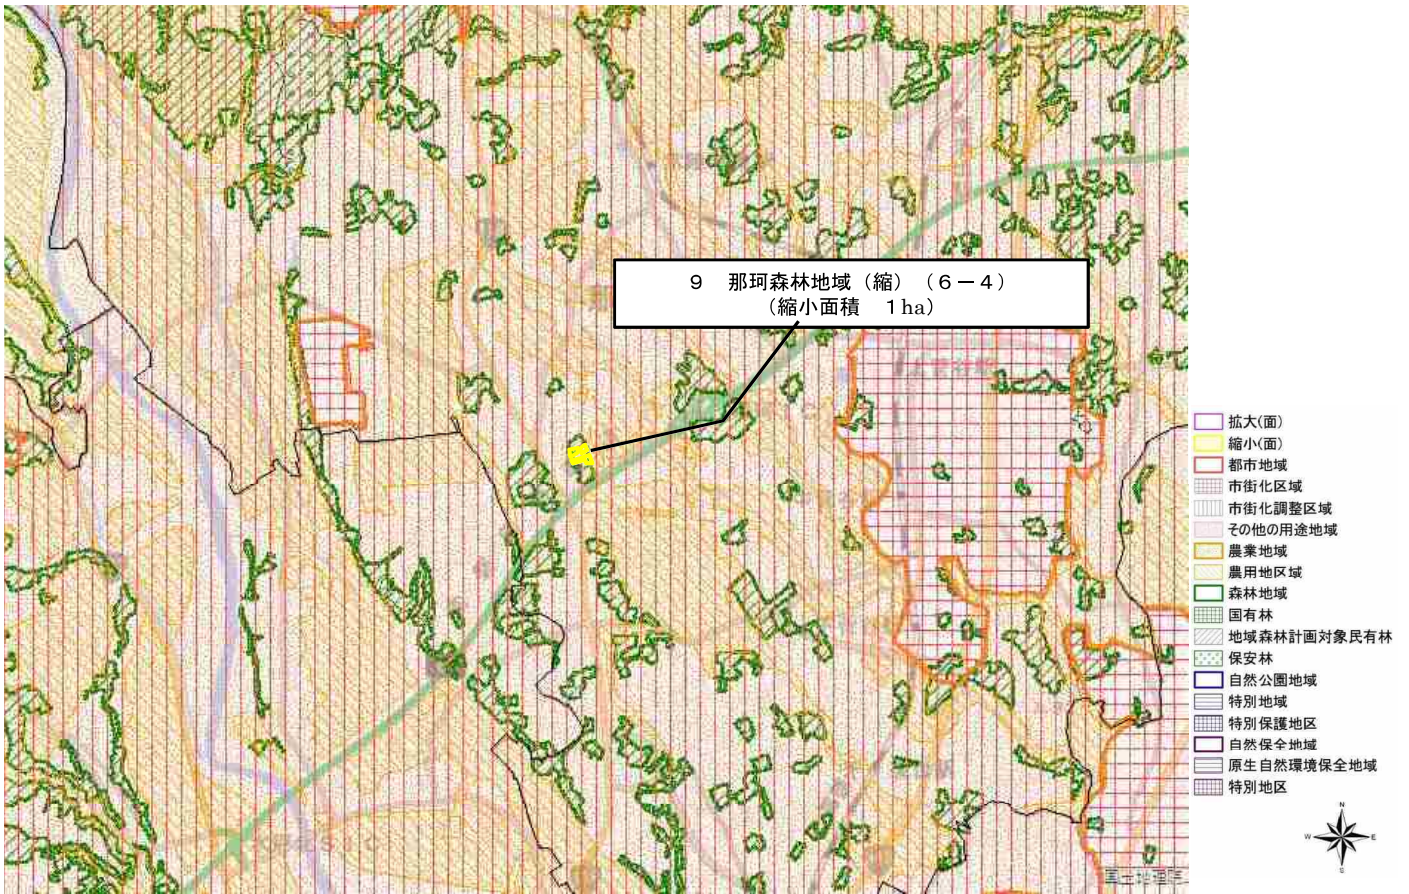 ９　那珂森林地域（縮）（６－４）
（縮小面積　１ha）
拡大(面)
縮小(面)
都市地域
市街化区域
市街化調整区域
その他の用途地域
農業地域
農用地区域
森林地域
国有林
地域森林計画対象民有林
保安林
自然公園地域
特別地域
特別保護地区
自然保全地域
原生自然環境保全地域
特別地区
N
W E
S
国土地理院